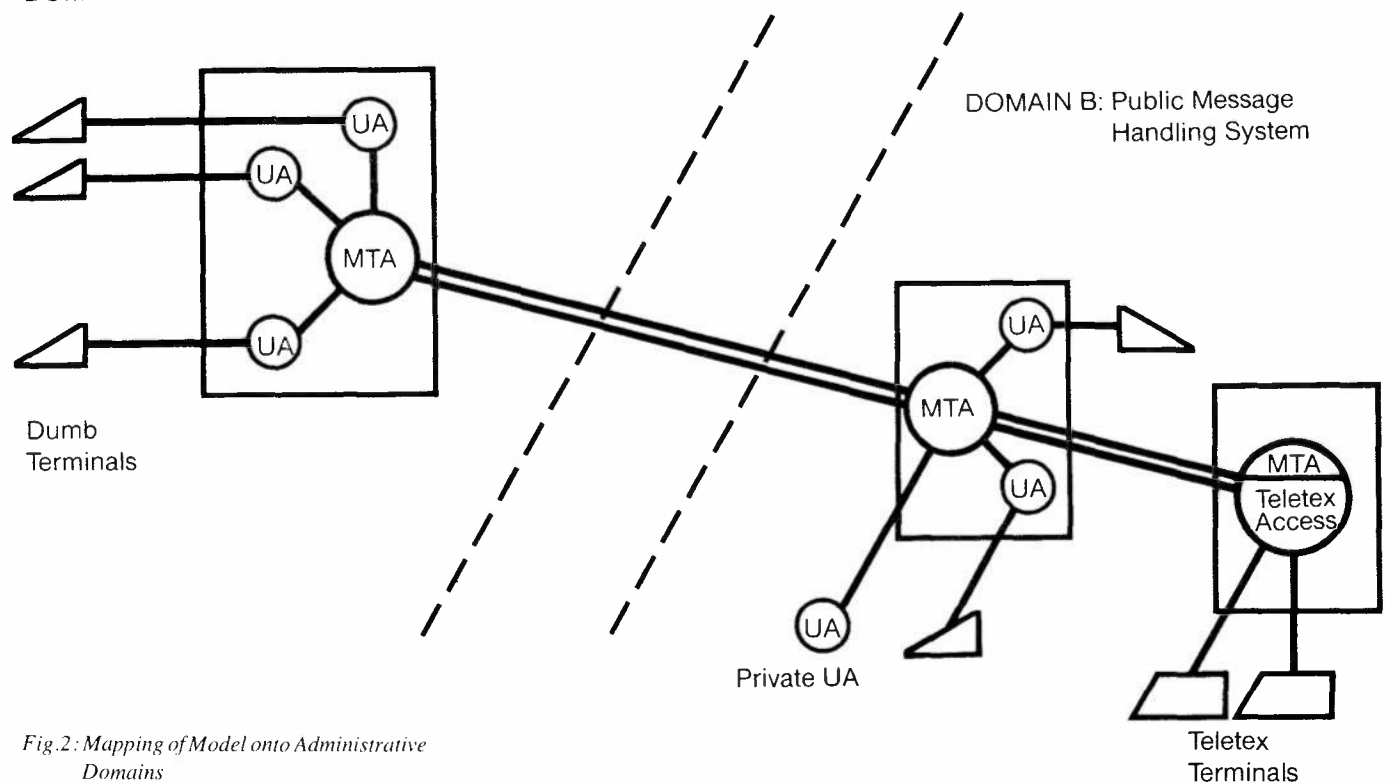 UA
UA
MTA
UA
Dumb
Terminals
DOMAIN B: Public Message
Handling System
UA
MTA
UA
UA
Private UA
MTA
Teletex
Access
Teletex
Terminals
Fig.2: Mapping of Model onto Administrative
Domains